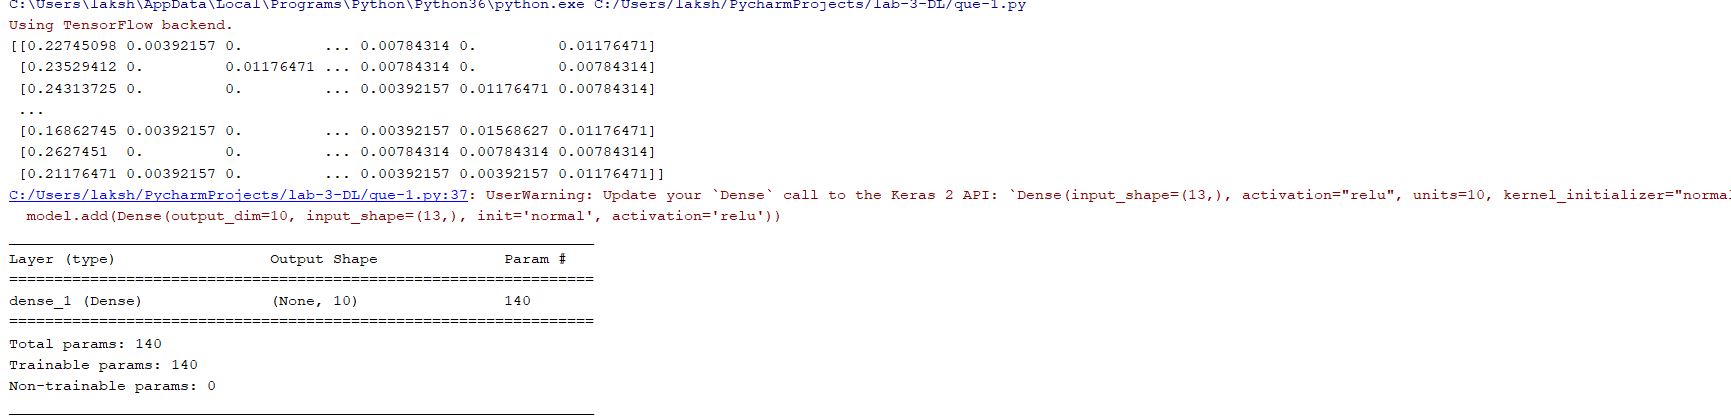 C:\Users\laksh\AppData\Local\Programs\Python\Python36\python.exe C:/Users/laksh/PycharmProjects/lab-3-DL/que-1.py
Using TensorFlow backend.
[[0.22745098 0.00392157 0.         ... 0.00784314 0.         0.01176471]
 [0.23529412 0.         0.01176471 ... 0.00784314 0.         0.00784314]
 [0.24313725 0.         0.         ... 0.00392157 0.01176471 0.00784314]
 ...
 [0.16862745 0.00392157 0.         ... 0.00392157 0.01568627 0.01176471]
 [0.2627451  0.         0.         ... 0.00784314 0.00784314 0.00784314]
 [0.21176471 0.00392157 0.         ... 0.00392157 0.00392157 0.01176471]]
C:/Users/laksh/PycharmProjects/lab-3-DL/que-1.py:37: UserWarning: Update your `Dense` call to the Keras 2 API: `Dense(input_shape=(13,), activation="relu", units=10, kernel_initializer="norma
  model.add(Dense(output_dim=10, input_shape=(13,), init='normal', activation='relu'))
_________________________________________________________________
Layer (type)                 Output Shape              Param #
=================================================================
dense_1 (Dense)              (None, 10)                140
=================================================================
Total params: 140
Trainable params: 140
Non-trainable params: 0
_________________________________________________________________